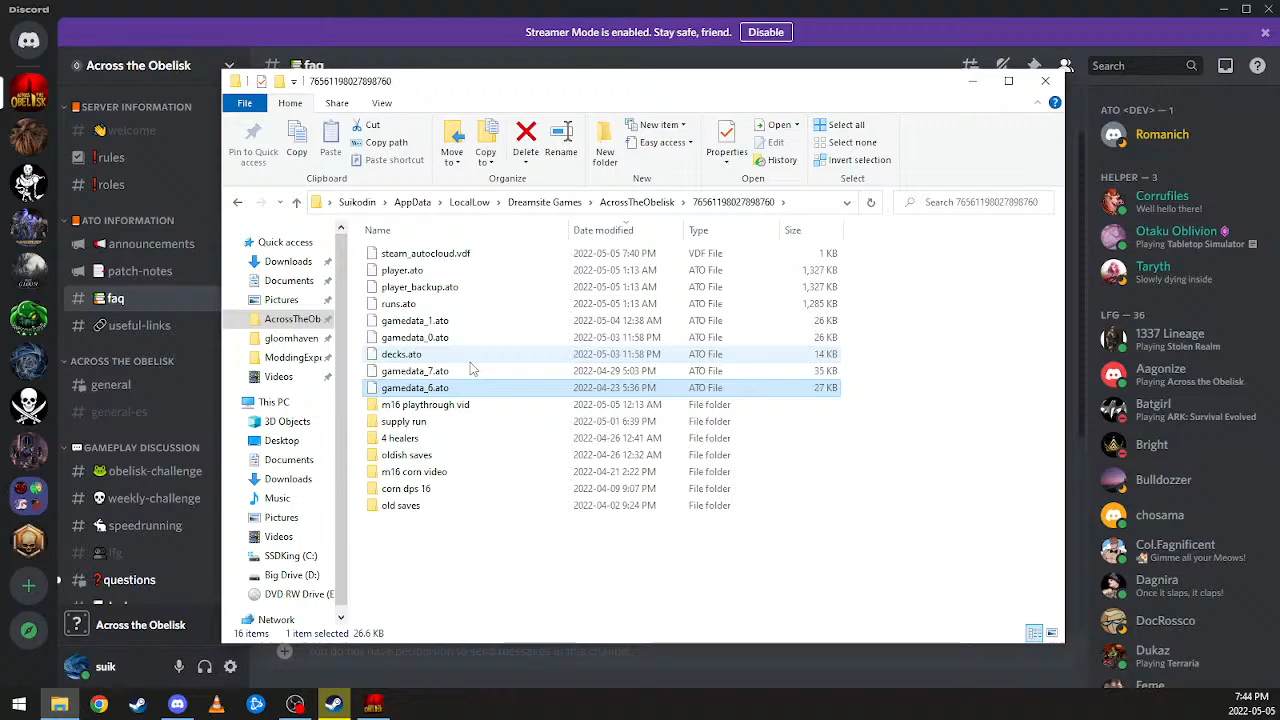 Discord
Streamer Mode is enabled. Stay safe, friend. Disable
Across the Obelisk
faq
Search
SERVER INFORMATION
welcome
rules
roles
ATO INFORMATION
announcements
patch-notes
faq
useful-links
ACROSS THE OBELISK
general
general-es
GAMEPLAY DISCUSSION
obelisk-challenge
weekly-challenge
speedrunning
lfg
questions
Across the Obelisk
suik
76561198027898760
File Home Share View
Pin to Quick access
Copy
Paste
Cut
Copy path
Paste shortcut
Clipboard
Move to
Copy to
Delete
Rename
Organize
New folder
New item
Easy access
New
Properties
Open
Edit
History
Open
Select all
Select none
Invert selection
Select
Suikodin > AppData > LocalLow > Dreamsite Games > AcrossTheObelisk > 76561198027898760 >
Search 76561198027898760
Quick access
Downloads
Documents
Pictures
AcrossTheOb
gloomhaven
ModdingExpe
Videos
This PC
3D Objects
Desktop
Documents
Downloads
Music
Pictures
Videos
SSDKing (C:)
Big Drive (D:)
DVD RW Drive (E
Network
Name Date modified Type Size
steam_autocloud.vdf 2022-05-05 7:40 PM VDF File 1 KB
player.ato 2022-05-05 1:13 AM ATO File 1,327 KB
player_backup.ato 2022-05-05 1:13 AM ATO File 1,327 KB
runs.ato 2022-05-05 1:13 AM ATO File 1,285 KB
gamedata_1.ato 2022-05-04 12:38 AM ATO File 26 KB
gamedata_0.ato 2022-05-03 11:58 PM ATO File 26 KB
decks.ato 2022-05-03 11:58 PM ATO File 14 KB
gamedata_7.ato 2022-04-29 5:03 PM ATO File 35 KB
gamedata_6.ato 2022-04-23 5:36 PM ATO File 27 KB
m16 playthrough vid 2022-05-05 12:13 AM File folder
supply run 2022-05-01 6:39 PM File folder
4 healers 2022-04-26 12:41 AM File folder
oldish saves 2022-04-26 12:32 AM File folder
m16 corn video 2022-04-21 2:22 PM File folder
corn dps 16 2022-04-09 9:07 PM File folder
old saves 2022-04-02 9:24 PM File folder
16 items 1 item selected 26.6 KB
You do not have permission to send messages in this channel.
ATO <DEV> — 1
Romanich
HELPER — 3
Corrufiles
Well hello there!
Otaku Oblivion
Playing Tabletop Simulator
Taryth
Slowly dying inside
LFG — 36
1337 Lineage
Playing Stolen Realm
Aagonize
Playing Across the Obelisk
Batgirl
Playing ARK: Survival Evolved
Bright
Bulldozzer
chosama
Col.Fagnificent
Gimme all your Meows!
Dagnira
Once it slaps, it claps!
DocRossco
Dukaz
Playing Terraria
Feme
7:44 PM
2022-05-05